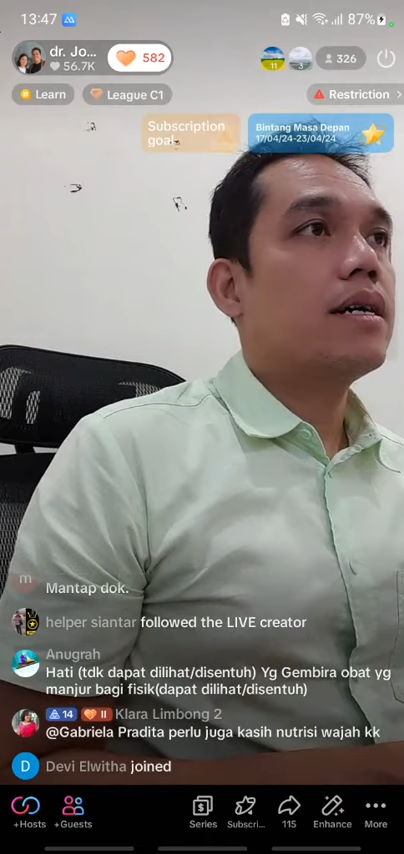 13:47
87%
dr. Jo...
56.7K
582
11
3
326
Learn
League C1
Restriction
Subscription
goal
Bintang Masa Depan
17/04/24-23/04/24
m
Mantap dok.
helper siantar followed the LIVE creator
Anugrah
Hati (tdk dapat dilihat/disentuh) Yg Gembira obat yg
manjur bagi fisik(dapat dilihat/disentuh)
14 II Klara Limbong 2
@Gabriela Pradita perlu juga kasih nutrisi wajah kk
D
Devi Elwitha joined
+Hosts
+Guests
Series
Subscri...
115
Enhance
More